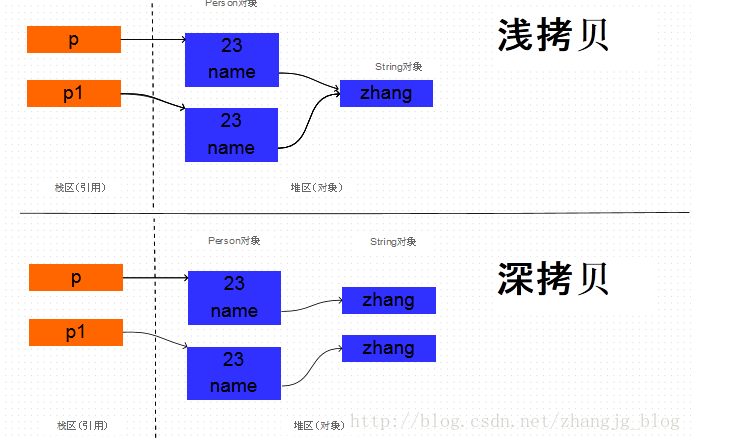 Person对象
浅拷贝
p
23
name
String对象
p1
zhang
23
name
栈区(引用)
堆区(对象)
Person对象
String对象
深拷贝
p
23
name
zhang
p1
zhang
23
name
栈区(引用)
堆区(对象)
http://blog.csdn.net/zhangjg_blog